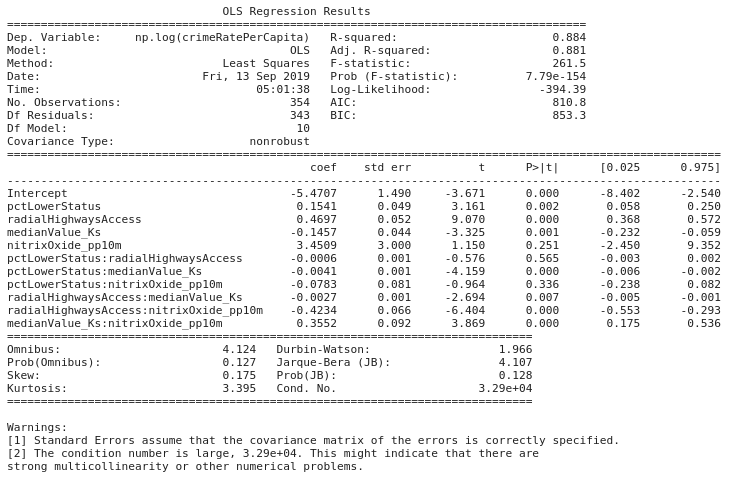 OLS Regression Results
==============================================================================
Dep. Variable: np.log(crimeRatePerCapita) R-squared: 0.884
Model: OLS Adj. R-squared: 0.881
Method: Least Squares F-statistic: 261.5
Date: Fri, 13 Sep 2019 Prob (F-statistic): 7.79e-154
Time: 05:01:38 Log-Likelihood: -394.39
No. Observations: 354 AIC: 810.8
Df Residuals: 343 BIC: 853.3
Df Model: 10
Covariance Type: nonrobust
==============================================================================
coef std err t P>|t| [0.025 0.975]
------------------------------------------------------------------------------
Intercept -5.4707 1.490 -3.671 0.000 -8.402 -2.540
pctLowerStatus 0.1541 0.049 3.161 0.002 0.058 0.250
radialHighwaysAccess 0.4697 0.052 9.070 0.000 0.368 0.572
medianValue_Ks -0.1457 0.044 -3.325 0.001 -0.232 -0.059
nitrixOxide_pp10m 3.4509 3.000 1.150 0.251 -2.450 9.352
pctLowerStatus:radialHighwaysAccess -0.0006 0.001 -0.576 0.565 -0.003 0.002
pctLowerStatus:medianValue_Ks -0.0041 0.001 -4.159 0.000 -0.006 -0.002
pctLowerStatus:nitrixOxide_pp10m -0.0783 0.081 -0.964 0.336 -0.238 0.082
radialHighwaysAccess:medianValue_Ks -0.0027 0.001 -2.694 0.007 -0.005 -0.001
radialHighwaysAccess:nitrixOxide_pp10m -0.4234 0.066 -6.404 0.000 -0.553 -0.293
medianValue_Ks:nitrixOxide_pp10m 0.3552 0.092 3.869 0.000 0.175 0.536
==============================================================================
Omnibus: 4.124 Durbin-Watson: 1.966
Prob(Omnibus): 0.127 Jarque-Bera (JB): 4.107
Skew: 0.175 Prob(JB): 0.128
Kurtosis: 3.395 Cond. No. 3.29e+04
==============================================================================
Warnings:
[1] Standard Errors assume that the covariance matrix of the errors is correctly specified.
[2] The condition number is large, 3.29e+04. This might indicate that there are
strong multicollinearity or other numerical problems.